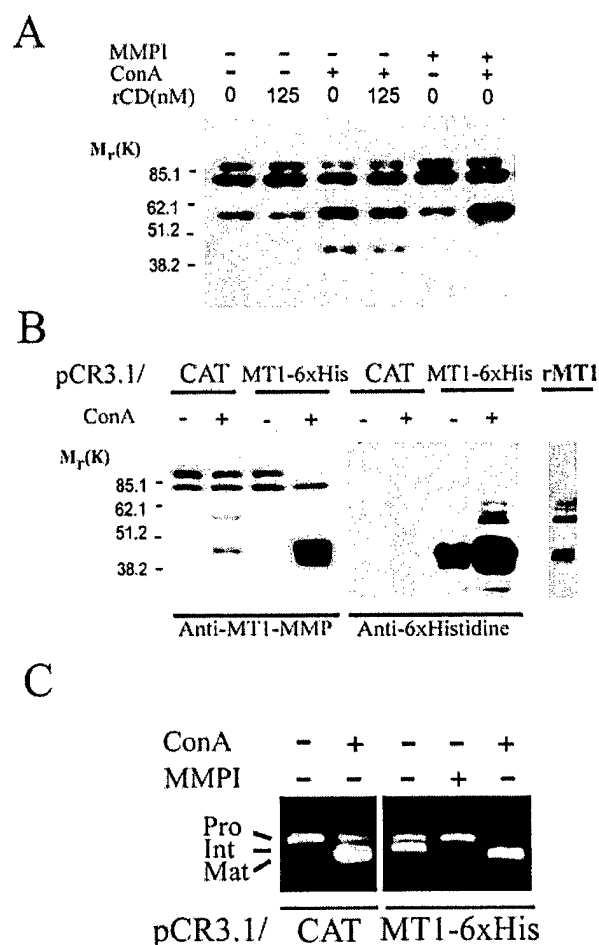 A
MMPI - - - - + +
ConA - - + + - +
rCD(nM) 0 125 0 125 0 0
Mr(K)
85.1 -
62.1 -
51.2 -
38.2 -
B
pCR3.1/ CAT MT1-6xHis CAT MT1-6xHis rMT1
ConA - + - + - + - +
Mr(K)
85.1 -
62.1 -
51.2 -
38.2 -
Anti-MT1-MMP Anti-6xHistidine
C
ConA - + - - +
MMPI - - - + -
Pro
Int
Mat
pCR3.1/ CAT MT1-6xHis